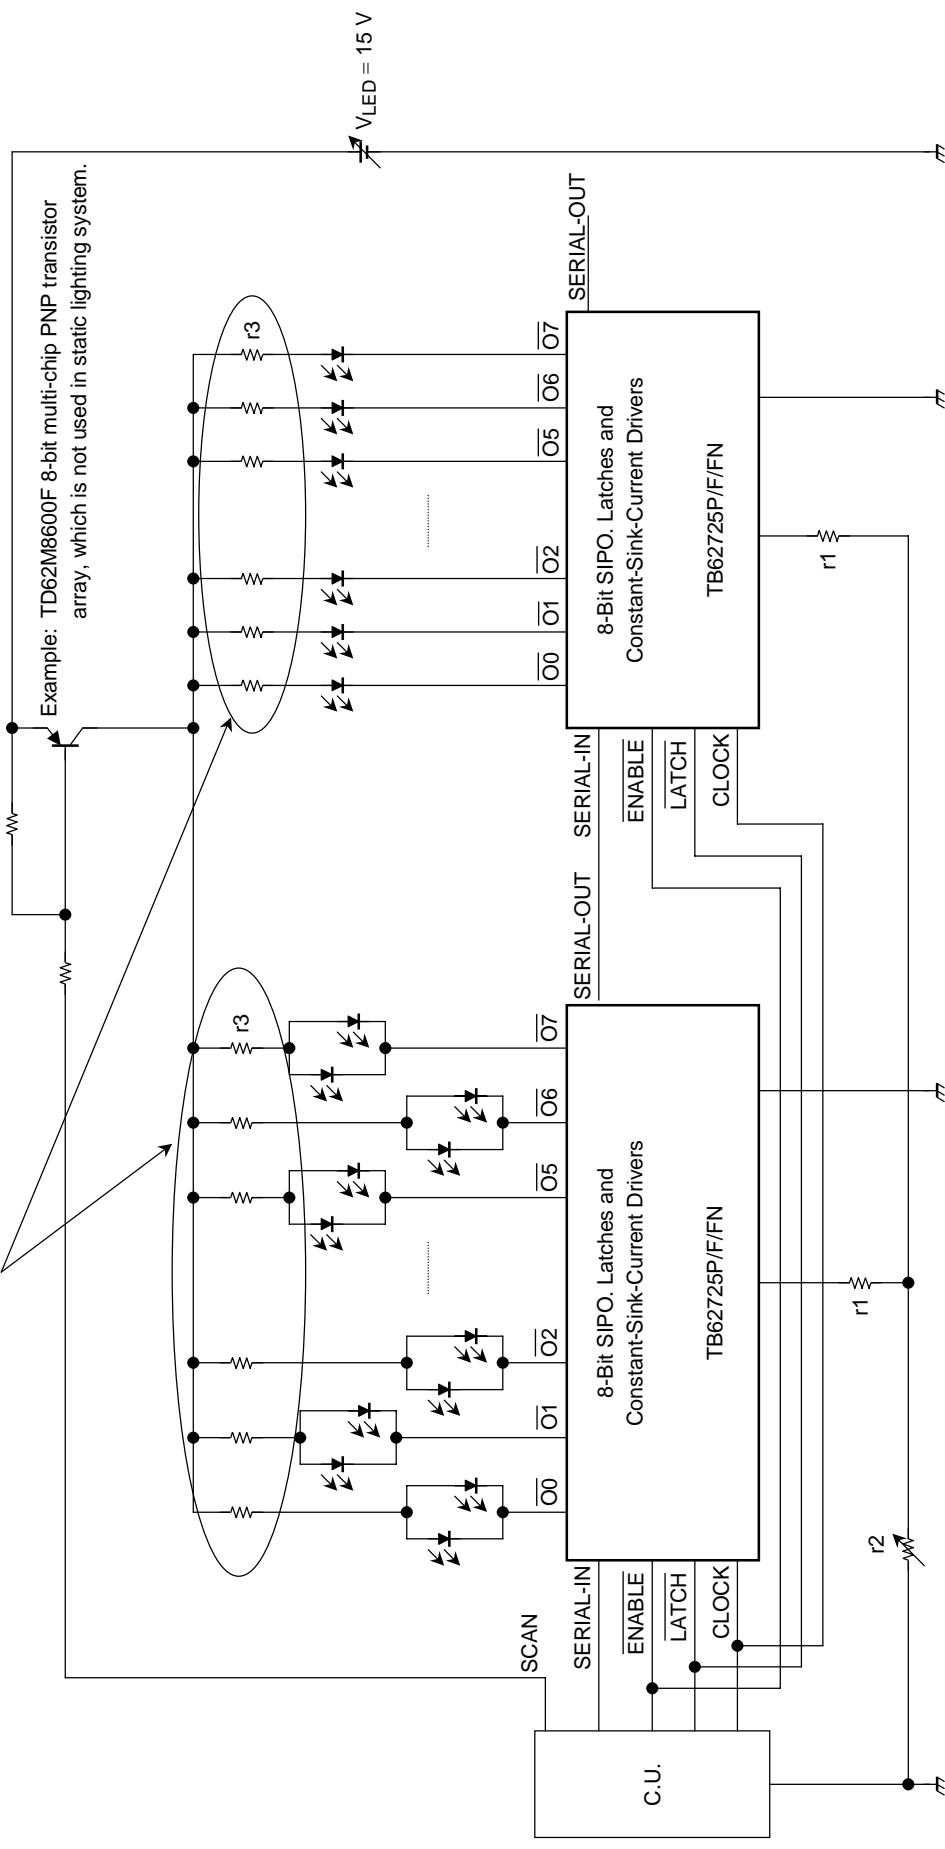 Example: TD62M8600F 8-bit multi-chip PNP transistor
array, which is not used in static lighting system.
VLED = 15 V
r3
r3
SCAN
O0
O1
O2
O5
O6
O7
O0
O1
O2
O5
O6
O7
SERIAL-OUT
C.U.
SERIAL-IN
ENABLE
LATCH
CLOCK
8-Bit SIPO. Latches and
Constant-Sink-Current Drivers
TB62725P/F/FN
SERIAL-OUT
SERIAL-IN
ENABLE
LATCH
CLOCK
8-Bit SIPO. Latches and
Constant-Sink-Current Drivers
TB62725P/F/FN
r1
r1
r2